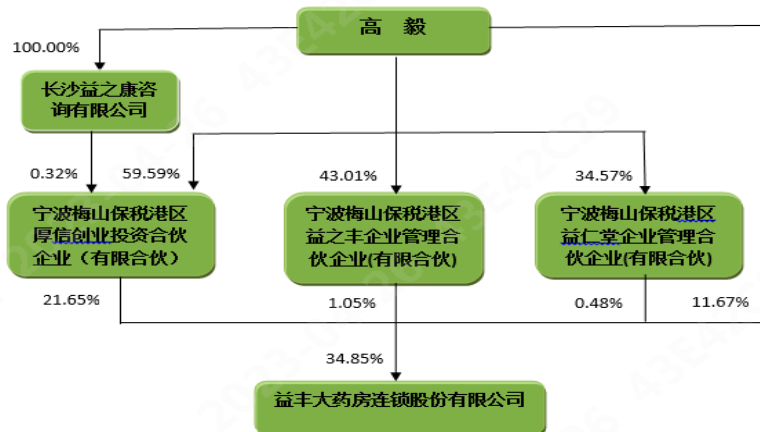 高 毅
100.00%
长沙益之康咨
询有限公司
0.32%
59.59%
43.01%
34.57%
宁波梅山保税港区
厚信创业投资合伙
企业（有限合伙）
宁波梅山保税港区
益之丰企业管理合
伙企业(有限合伙)
宁波梅山保税港区
益仁堂企业管理合
伙企业(有限合伙)
21.65%
1.05%
0.48%
11.67%
34.85%
益丰大药房连锁股份有限公司